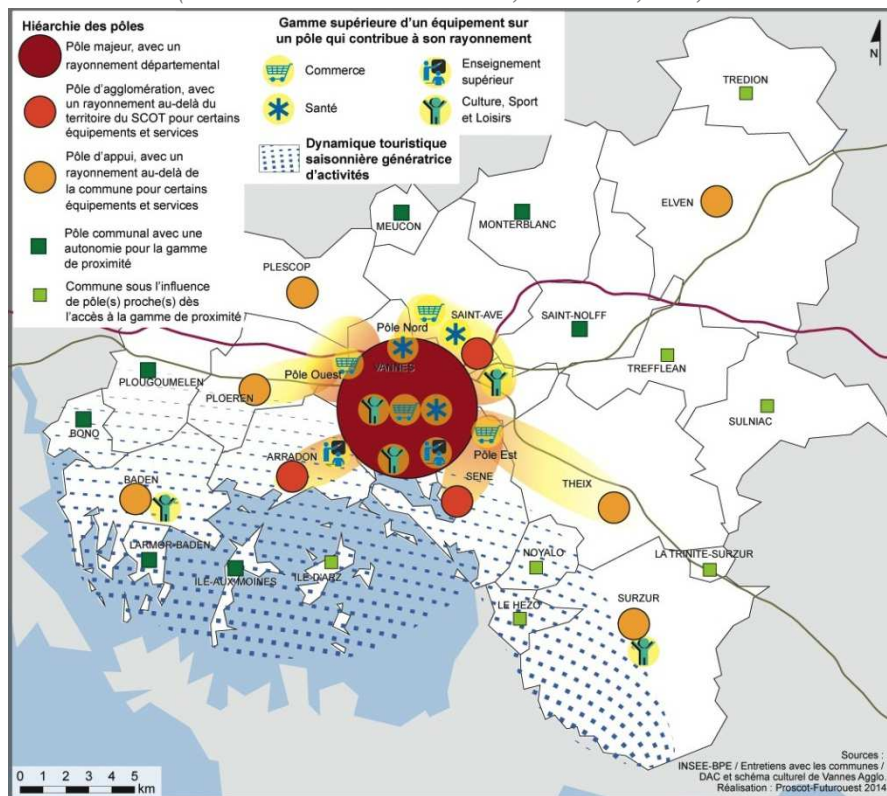 Hiéarchie des pôles
Pôle majeur, avec un
rayonnement départemental
Pôle d'agglomération, avec
un rayonnement au-delà du
territoire du SCOT pour certains
équipements et services
Pôle d'appui, avec un
rayonnement au-delà de
la commune pour certains
équipements et services
Pôle communal avec une
autonomie pour la gamme
de proximité
Commune sous l'influence
de pôle(s) proche(s) dès
l'accès à la gamme de proximité
Gamme supérieure d'un équipement sur
un pôle qui contribue à son rayonnement
Commerce
Enseignement
supérieur
Santé
Culture, Sport
et Loisirs
Dynamique touristique
saisonnière génératrice
d'activités
N
TREDION
ELVEN
MEUCON
MONTERBLANC
PLESCOP
SAINT-AVE
SAINT-NOLFF
Pôle Nord
VANNES
TREFFLEAN
PLOUGOUMELEN
Pôle Ouest
PLOEREN
SULNIAC
BONO
ARRADON
Pôle Est
BADEN
SENE
THEIX
LARMOR-BADEN
ILE-AUX-MOINES
ILE-D'ARZ
NOYALO
LA TRINITE-SURZUR
LE HEZO
SURZUR
0 1 2 3 4 5
km
Sources :
INSEE-BPE / Entretiens avec les communes /
DAC et schéma culturel de Vannes Agglo.
Réalisation : Proscot-Futurouest 2014